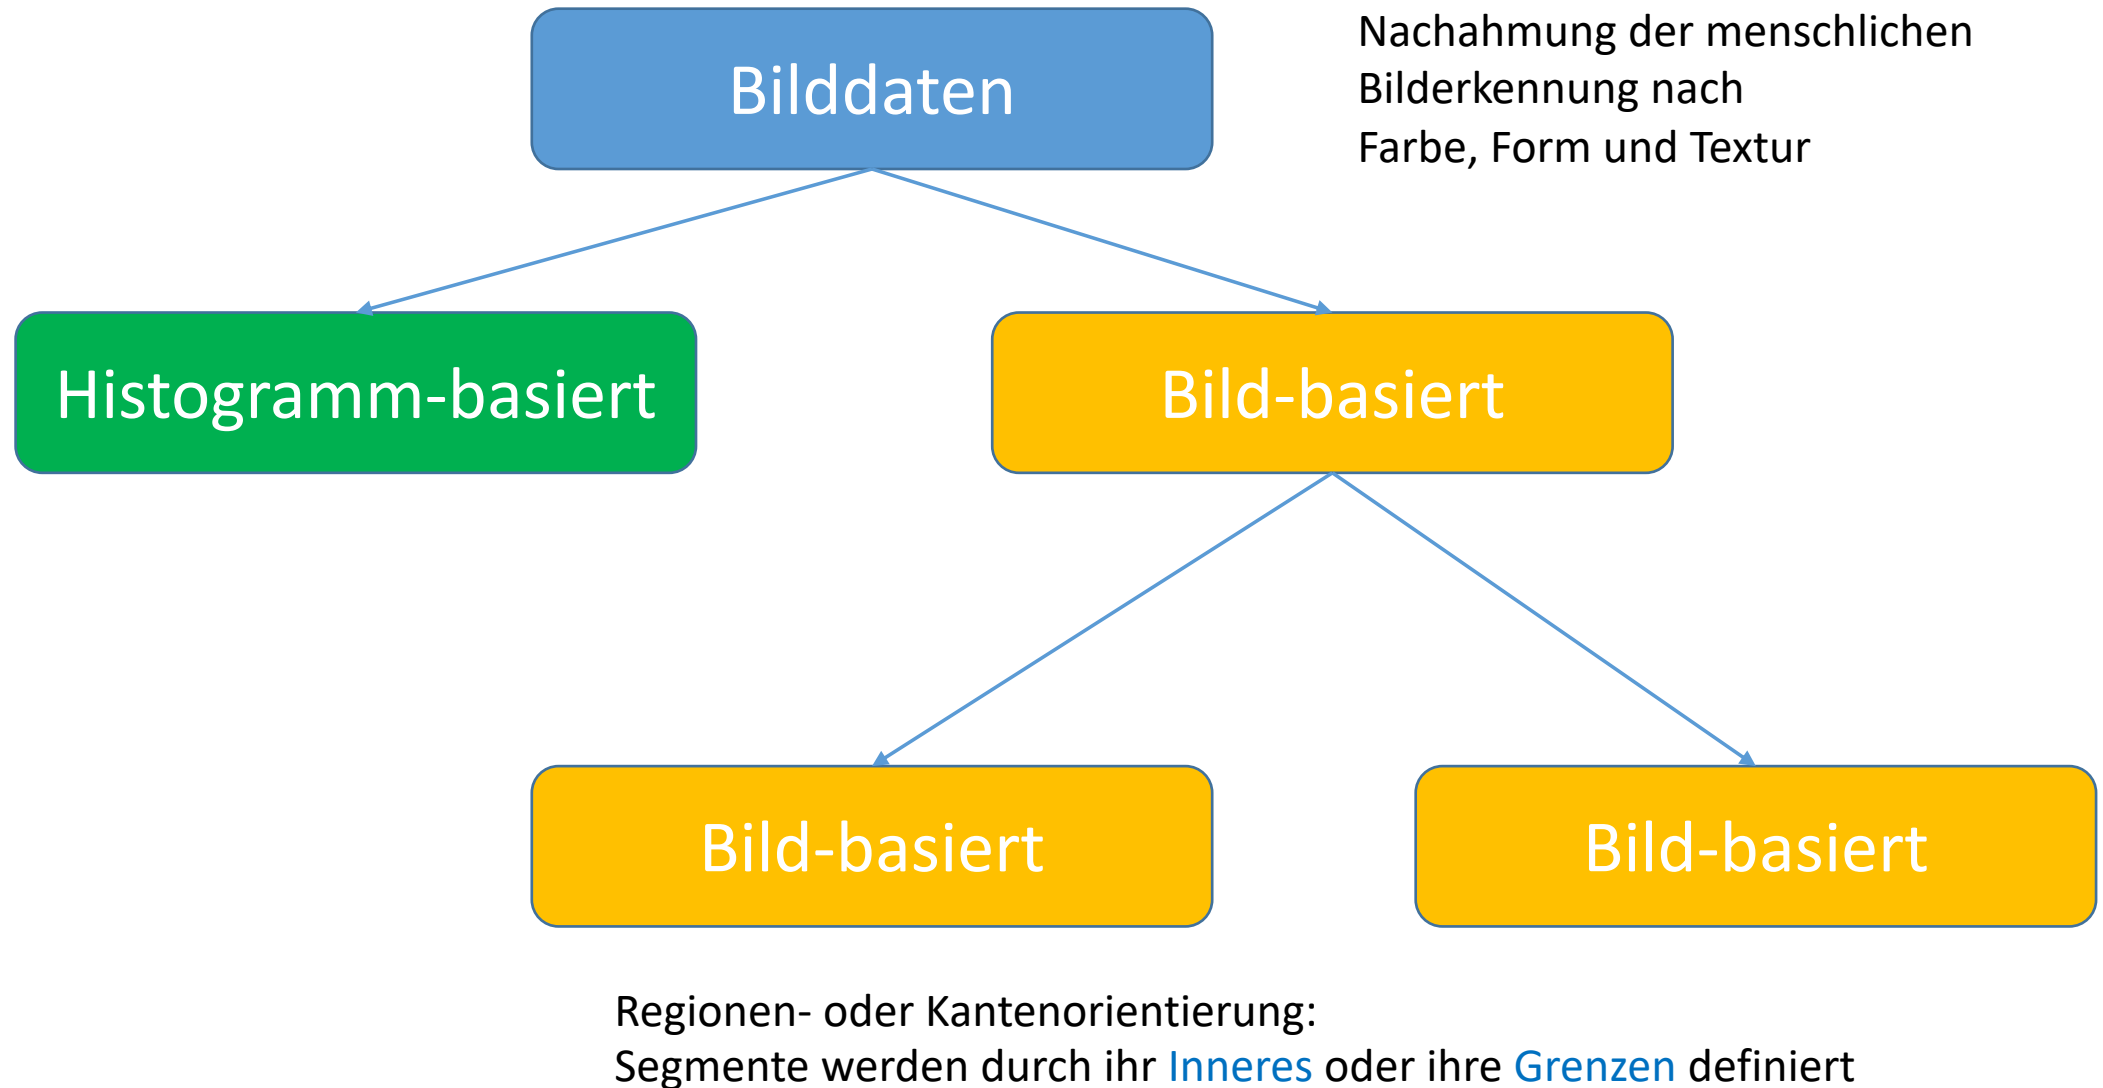 Bilddaten
Nachahmung der menschlichen
Bilderkennung nach
Farbe, Form und Textur
Histogramm-basiert
Bild-basiert
Bild-basiert
Bild-basiert
Regionen- oder Kantenorientierung:
Segmente werden durch ihr Inneres oder ihre Grenzen definiert